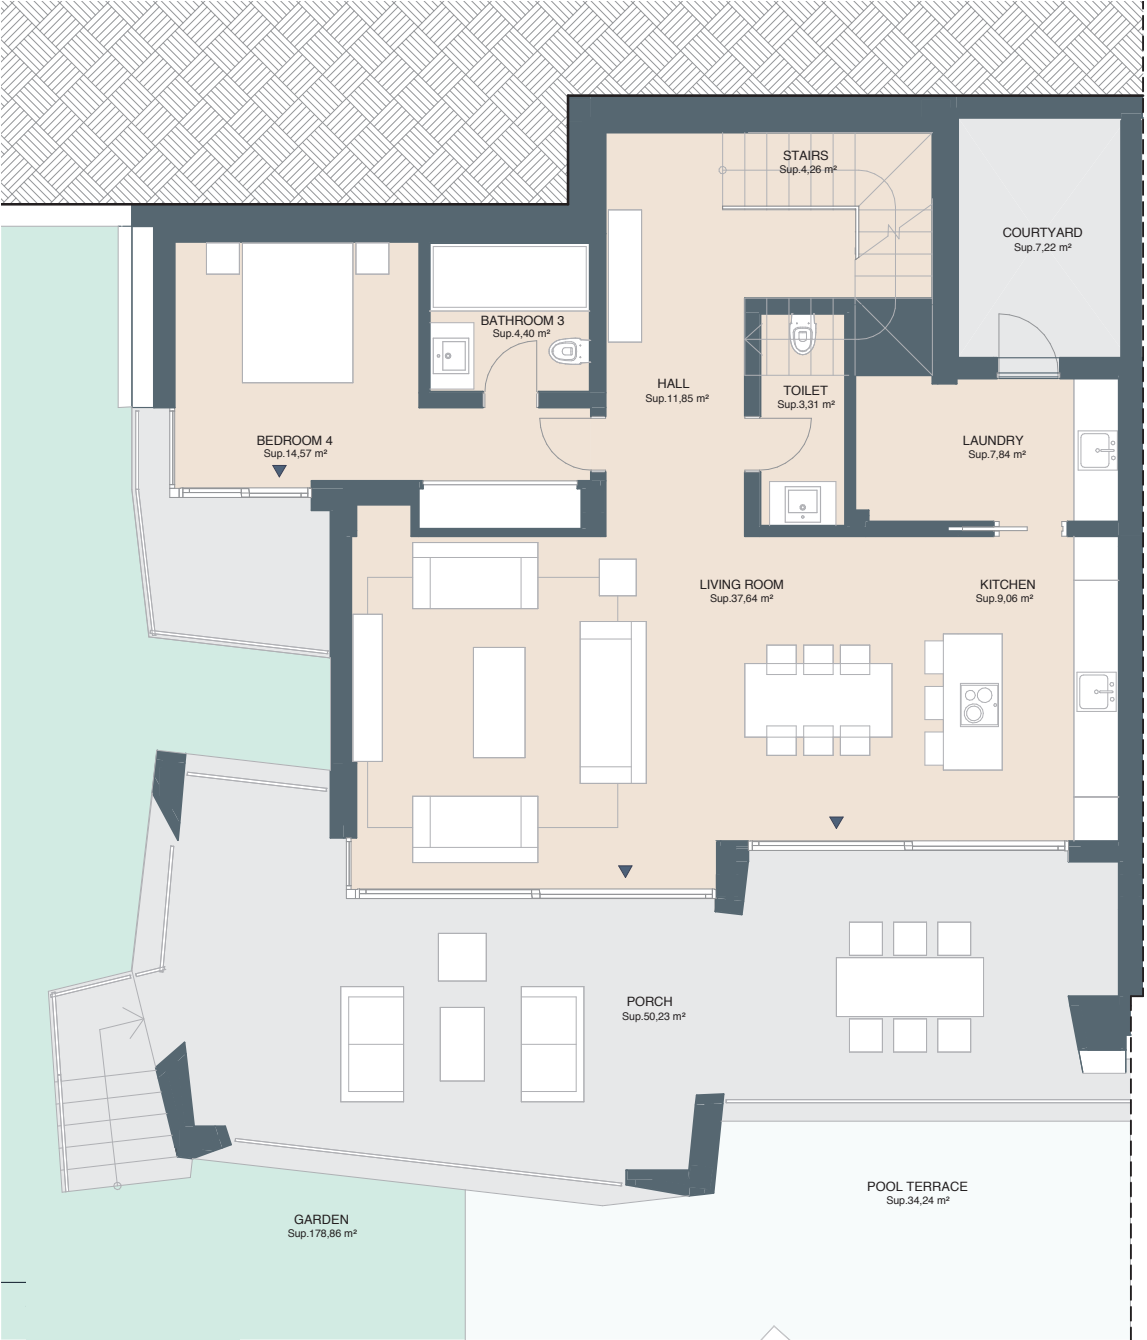 STAIRS
Sup.4,26 m²
COURTYARD
Sup.7,22 m²
BATHROOM 3
Sup.4,40 m²
HALL
Sup.11,85 m²
TOILET
Sup.3,31 m²
BEDROOM 4
Sup.14,57 m²
LAUNDRY
Sup.7,84 m²
LIVING ROOM
Sup.37,64 m²
KITCHEN
Sup.9,06 m²
PORCH
Sup.50,23 m²
POOL TERRACE
Sup.34,24 m²
GARDEN
Sup.178,86 m²